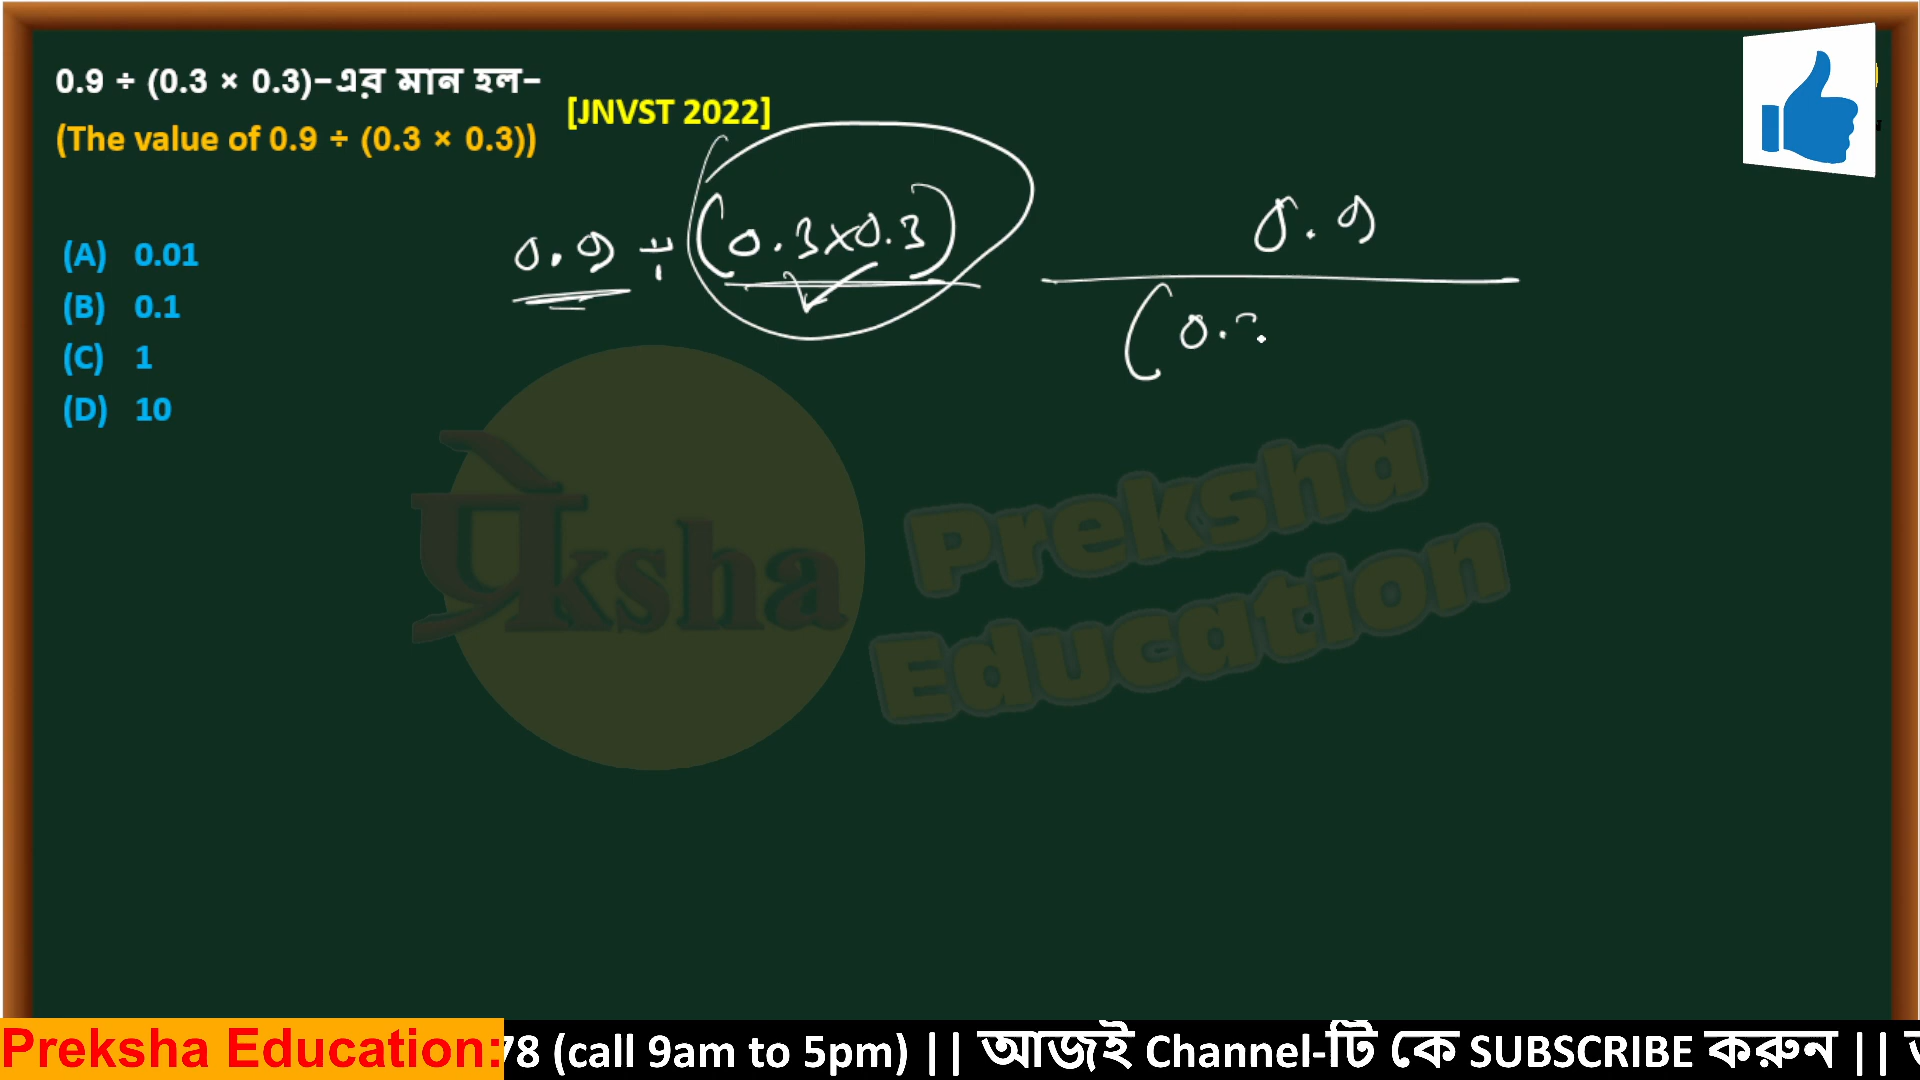 0.9 ÷ (0.3 × 0.3)-এর মান হল-
(The value of 0.9 ÷ (0.3 × 0.3))
[JNVST 2022]
(A) 0.01
(B) 0.1
(C) 1
(D) 10
0.9 ÷ (0.3×0.3)
0.9
(0.
प्रेksha
Preksha
Education
Preksha Education:
78 (call 9am to 5pm) || আজই Channel-টি কে SUBSCRIBE করুন ||